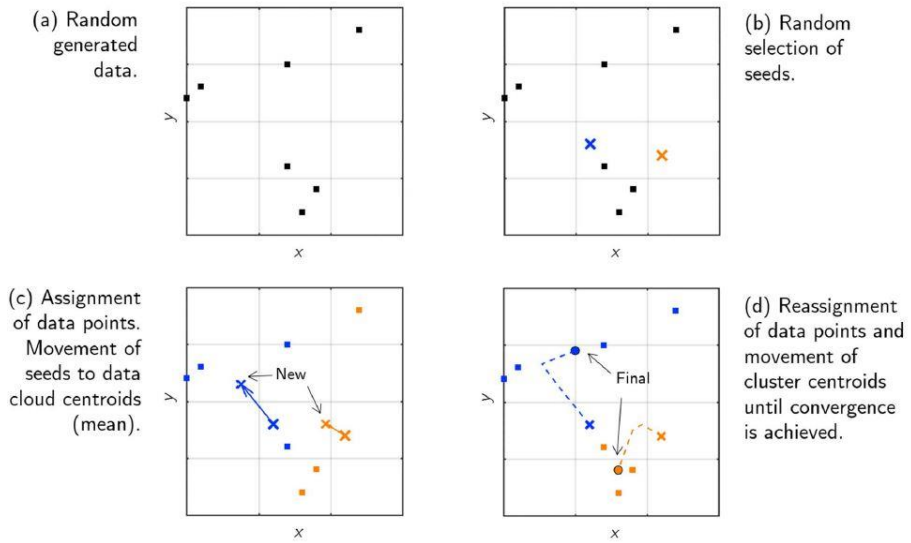 (a) Random
generated
data.
y
x
(b) Random
selection of
seeds.
y
x
(c) Assignment
of data points.
Movement of
seeds to data
cloud centroids
(mean).
New
y
x
(d) Reassignment
of data points and
movement of
cluster centroids
until convergence
is achieved.
Final
y
x